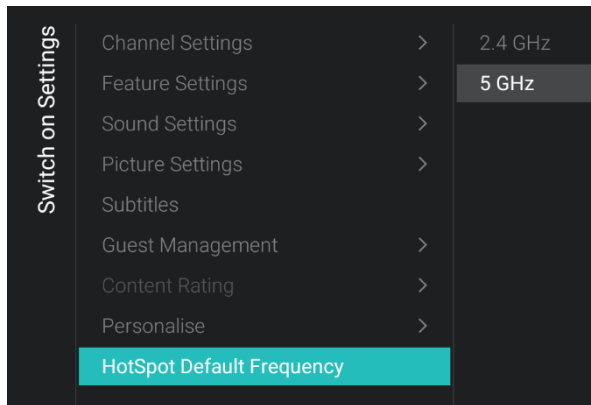 Switch on Settings
Channel Settings >
2.4 GHz
Feature Settings >
5 GHz
Sound Settings >
Picture Settings >
Subtitles
Guest Management >
Content Rating >
Personalise >
HotSpot Default Frequency